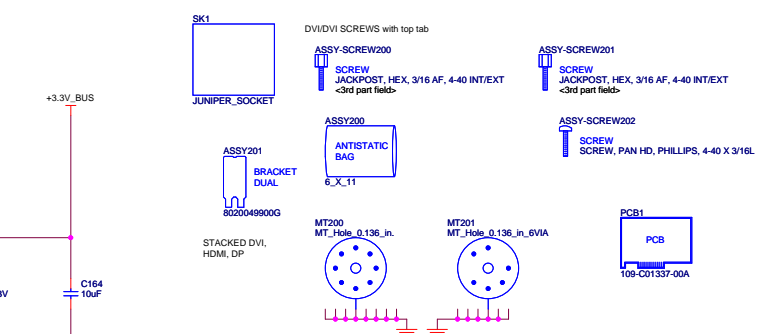 SK1
JUNIPER_SOCKET
DVI/DVI SCREWS with top tab
ASSY-SCREW200
SCREW
JACKPOST, HEX, 3/16 AF, 4-40 INT/EXT
<3rd part field>
ASSY-SCREW201
SCREW
JACKPOST, HEX, 3/16 AF, 4-40 INT/EXT
<3rd part field>
+3.3V_BUS
ASSY200
ANTISTATIC
BAG
6_X_11
ASSY-SCREW202
SCREW
SCREW, PAN HD, PHILLIPS, 4-40 X 3/16L
ASSY201
BRACKET
DUAL
8020049900G
STACKED DVI,
HDMI, DP
MT200
MT_Hole_0.136_in.
MT201
MT_Hole_0.136_in_6VIA
PCB1
PCB
109-C01337-00A
C164
10uF